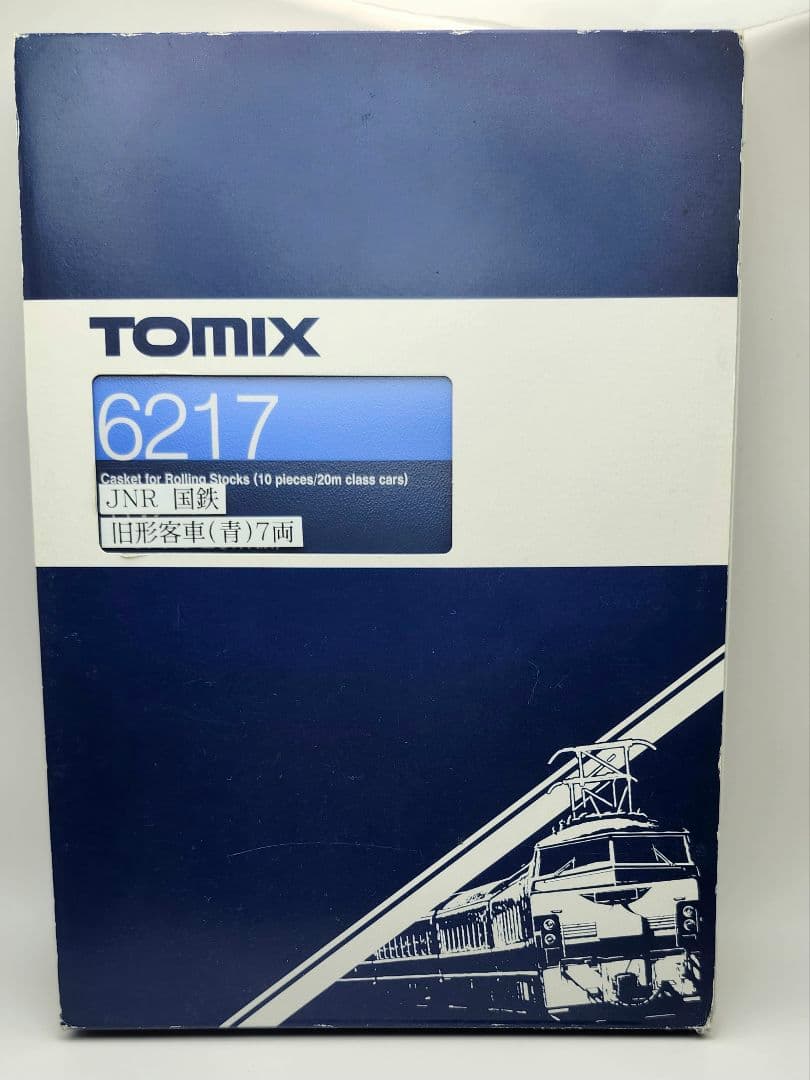 TOMIX
6217
Casket for Rolling Stocks (10 pieces/20m class cars)
JNR 国鉄
旧形客車(青)7両